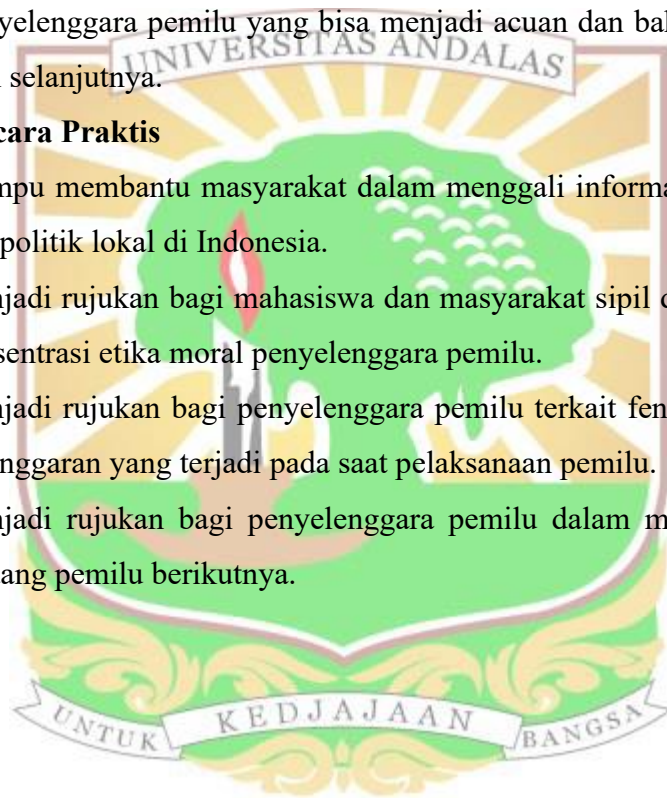 yelenggara pemilu yang bisa menjadi acuan dan bal
UNIVERSITAS ANDALAS
selanjutnya.
cara Praktis
mpu membantu masyarakat dalam menggali informa
politik lokal di Indonesia.
njadi rujukan bagi mahasiswa dan masyarakat sipil d
sentrasi etika moral penyelenggara pemilu.
njadi rujukan bagi penyelenggara pemilu terkait fen
nggaran yang terjadi pada saat pelaksanaan pemilu.
njadi rujukan bagi penyelenggara pemilu dalam m
ang pemilu berikutnya.
UNTUK KEDJAJAAN BANGSA